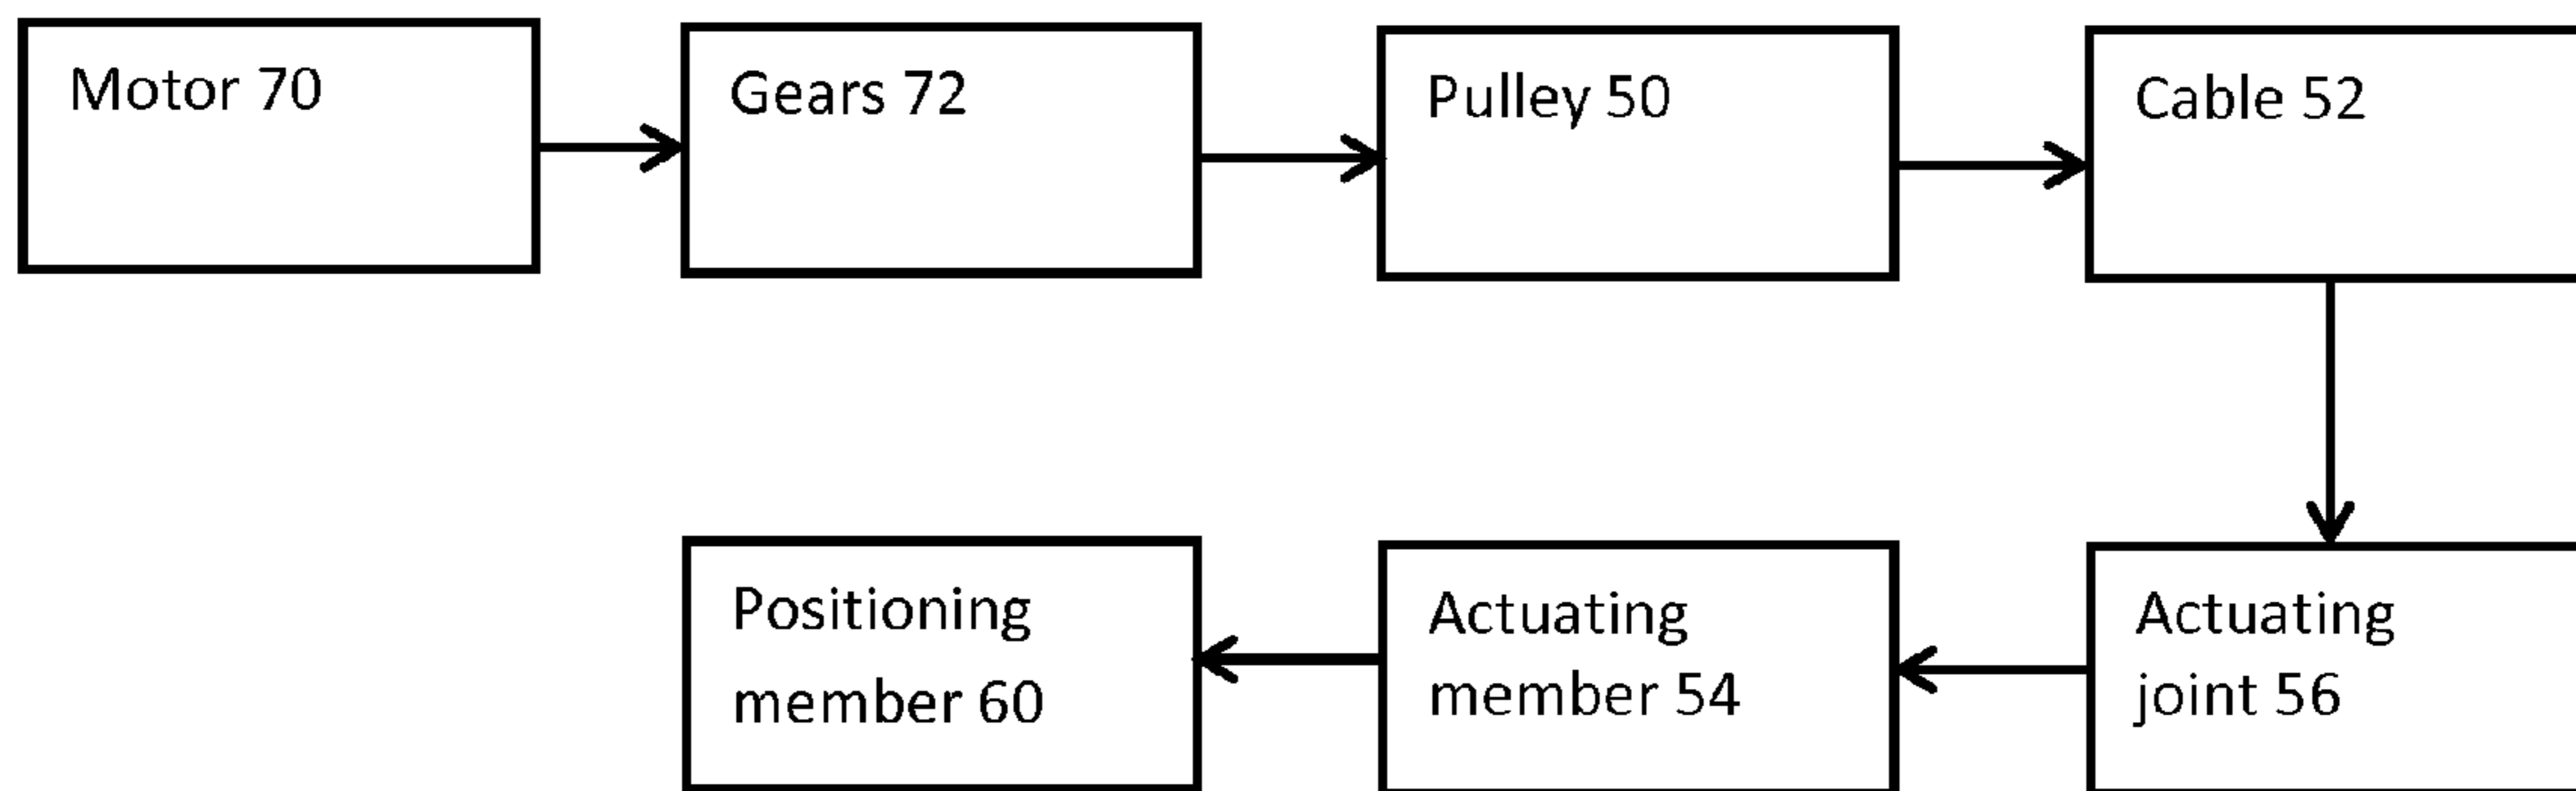 Motor 70
Gears 72
Pulley 50
Cable 52
Positioning
member 60
Actuating
member 54
Actuating
joint 56